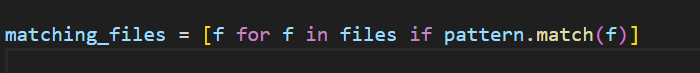 matching_files = [f for f in files if pattern.match(f)]